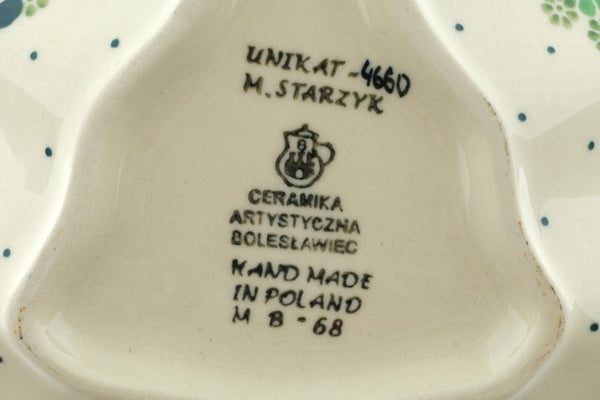 UNIKAT-4660
M. STARZYK
CERAMIKA
ARTYSTYCZNA
BOLESŁAWIEC
HAND MADE
IN POLAND
M B-68